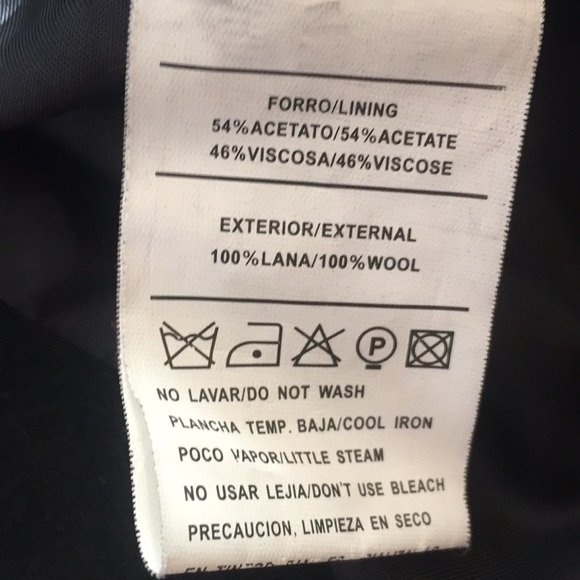 FORRO/LINING
54%ACETATO/54%ACETATE
46%VISCOSA/46%VISCOSE
EXTERIOR/EXTERNAL
100%LANA/100%WOOL
P
NO LAVAR/DO NOT WASH
PLANCHA TEMP. BAJA/COOL IRON
POCO VAPOR/LITTLE STEAM
NO USAR LEJIA/DON'T USE BLEACH
PRECAUCION, LIMPIEZA EN SECO